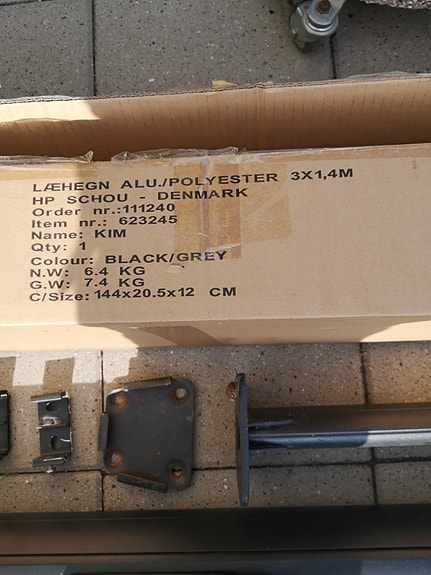 LÆHEGN ALU./POLYESTER 3X1,4M
HP SCHOU - DENMARK
Order nr.:111240
Item nr.: 623245
Name: KIM
Qty: 1
Colour: BLACK/GREY
N.W: 6.4 KG
G.W: 7.4 KG
C/Size: 144x20.5x12 CM